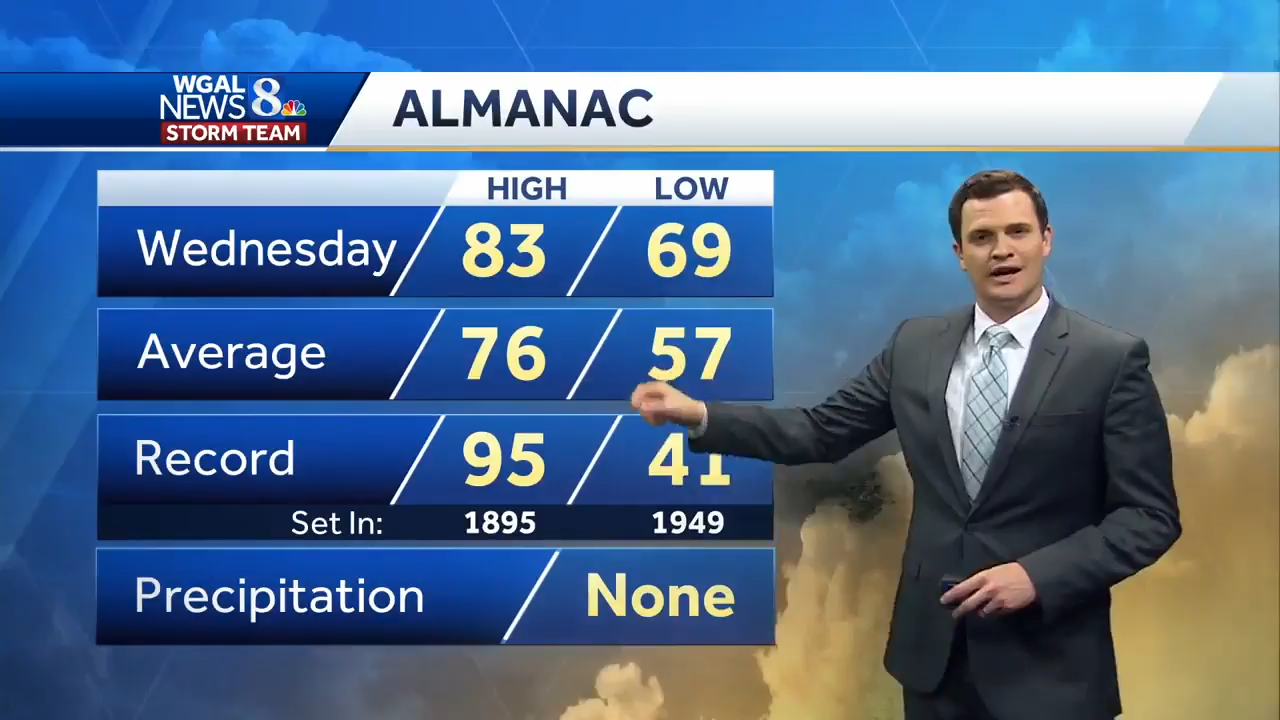 WGAL
NEWS 8
STORM TEAM
ALMANAC
HIGH LOW
Wednesday 83 69
Average 76 57
Record 95 41
Set In: 1895 1949
Precipitation None